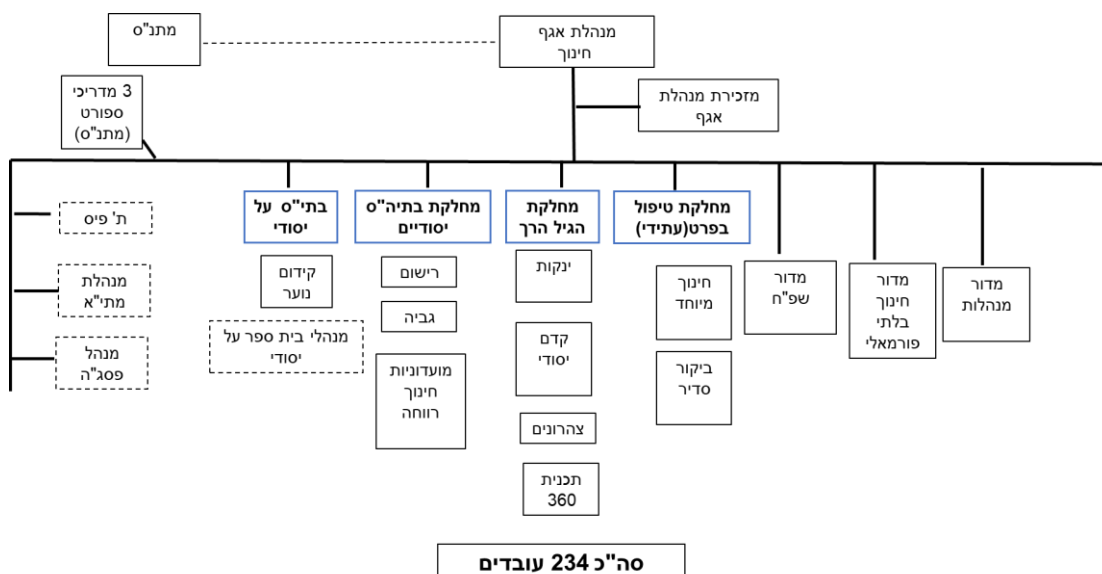 מנהלת אגף
חינוך
מתנ"ס
מזכירת מנהלת
אגף
3 מדריכי
ספורט
(מתנ"ס)
מדור
מנהלות
מדור
חינוך
בלתי
פורמאלי
מדור
שפ"ח
מחלקת טיפול
בפרט(עתידי)
חינוך
מיוחד
ביקור
סדיר
מחלקת
הגיל הרך
ינקות
קדם
יסודי
צהרונים
תכנית
360
מחלקת בתיה"ס
יסודיים
רישום
גביה
מועדוניות
חינוך
רווחה
בתי"ס על
יסודי
קידום
נוער
מנהלי בית ספר על
יסודי
ת' פיס
מנהלת
מתי"א
מנהל
פסג"ה
סה"כ 234 עובדים